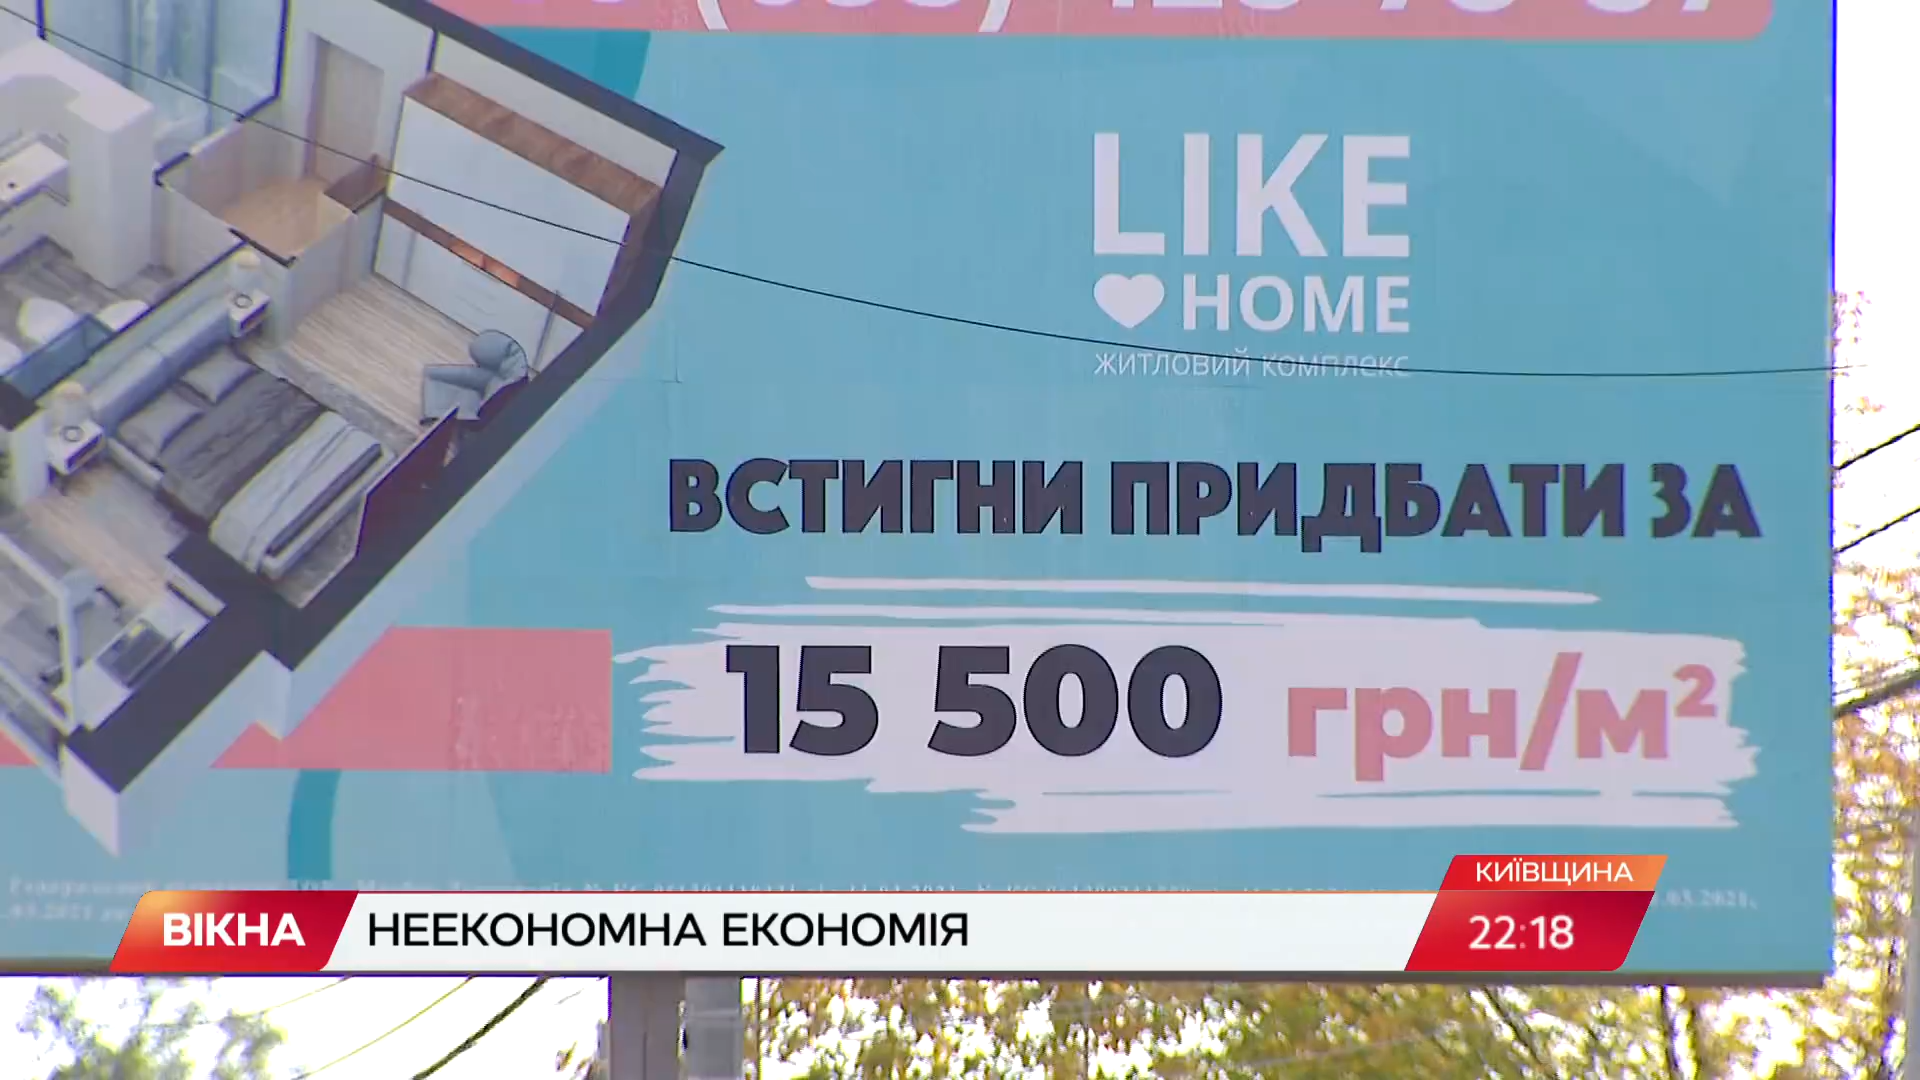 LIKE
HOME
житловий комплекс
ВСТИГНИ ПРИДБАТИ ЗА
15 500 грн/м²
КИЇВЩИНА
ВІКНА НЕЕКОНОМНА ЕКОНОМІЯ 22:18